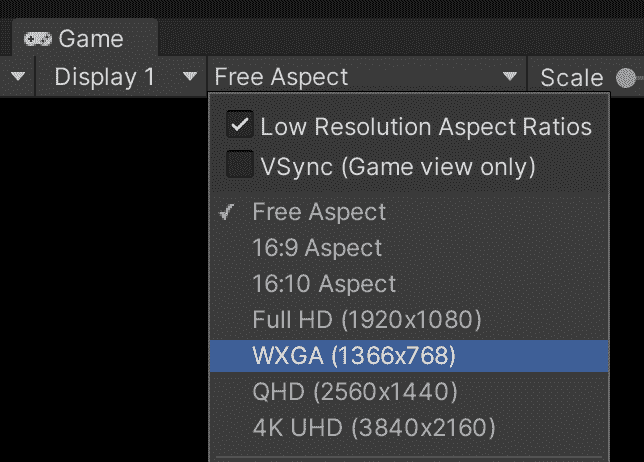 Game
Display 1 Free Aspect Scale
Low Resolution Aspect Ratios
VSync (Game view only)
Free Aspect
16:9 Aspect
16:10 Aspect
Full HD (1920x1080)
WXGA (1366x768)
QHD (2560x1440)
4K UHD (3840x2160)